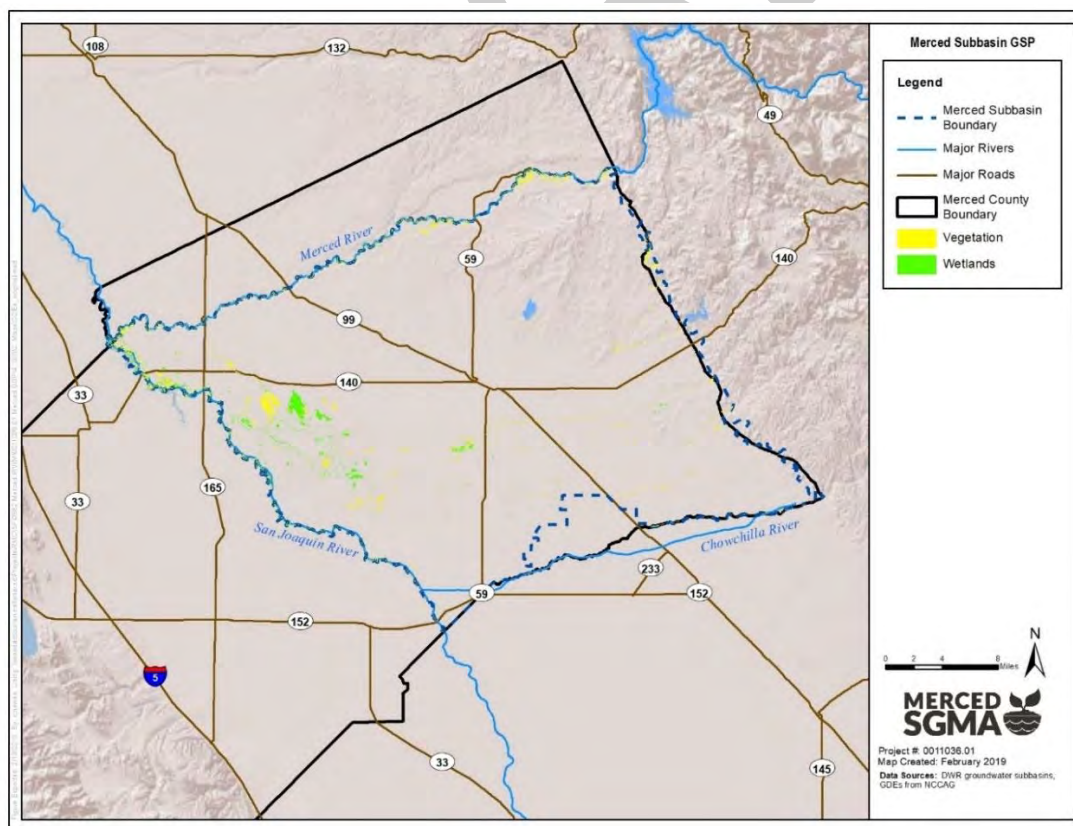 108
132
49
Merced River
59
140
99
140
33
33
165
San Joaquin River
Chowchilla River
233
59
152
152
5
33
145
Merced Subbasin GSP
Legend
Merced Subbasin
Boundary
Major Rivers
Major Roads
Merced County
Boundary
Vegetation
Wetlands
N
0 2 4 8
Miles
MERCED
SGMA
Project #: 0011036.01
Map Created: February 2019
Data Sources: DWR groundwater subbasins,
GDEs from NCCAG